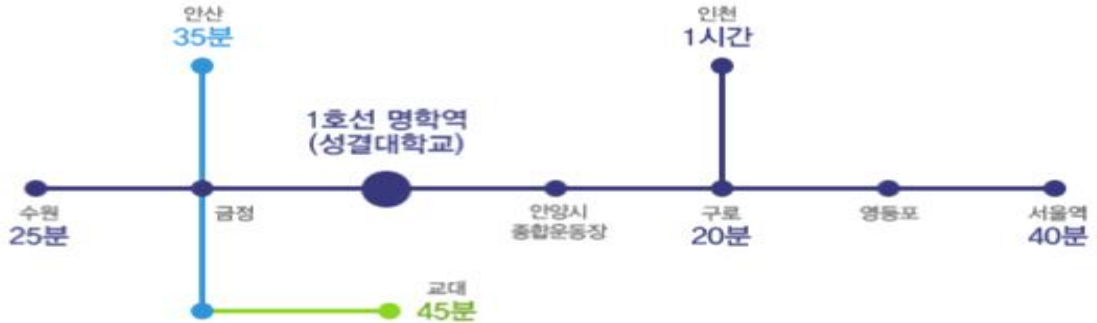 안산
35분
인천
1시간
1호선 명학역
(성결대학교)
수원
25분
금정
안양시
종합운동장
구로
20분
영등포
서울역
40분
교대
45분